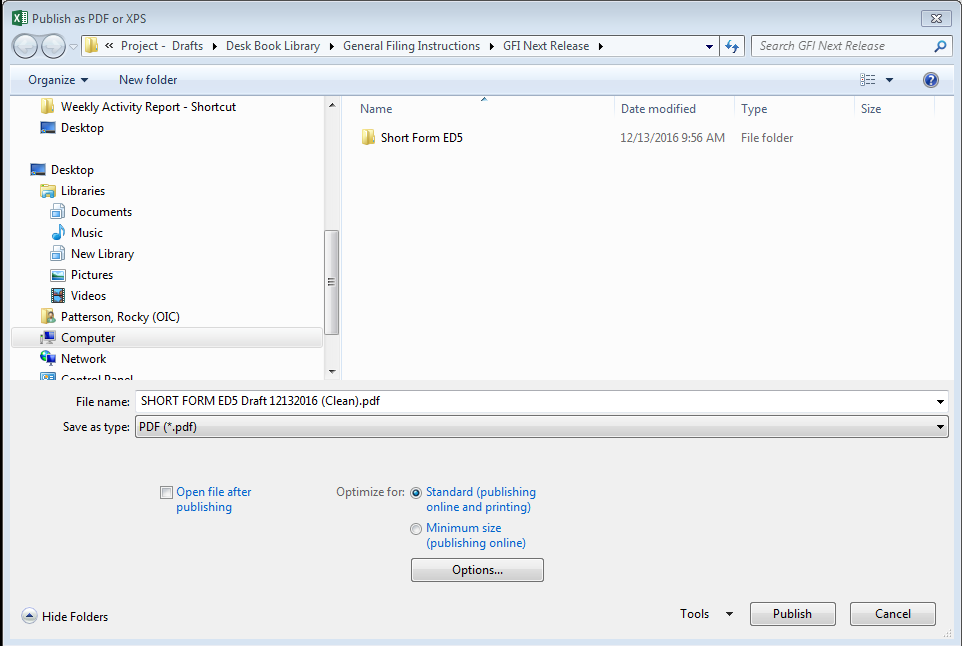 Publish as PDF or XPS
« Project - Drafts ▸ Desk Book Library ▸ General Filing Instructions ▸ GFI Next Release ▸
Search GFI Next Release
Organize
New folder
Weekly Activity Report - Shortcut
Desktop
Desktop
Libraries
Documents
Music
New Library
Pictures
Videos
Patterson, Rocky (OIC)
Computer
Network
Control Panel
Name Date modified Type Size
Short Form ED5 12/13/2016 9:56 AM File folder
File name: SHORT FORM ED5 Draft 12132016 (Clean).pdf
Save as type: PDF (*.pdf)
Open file after
publishing
Optimize for: Standard (publishing
online and printing)
Minimum size
(publishing online)
Options...
Hide Folders
Tools
Publish
Cancel